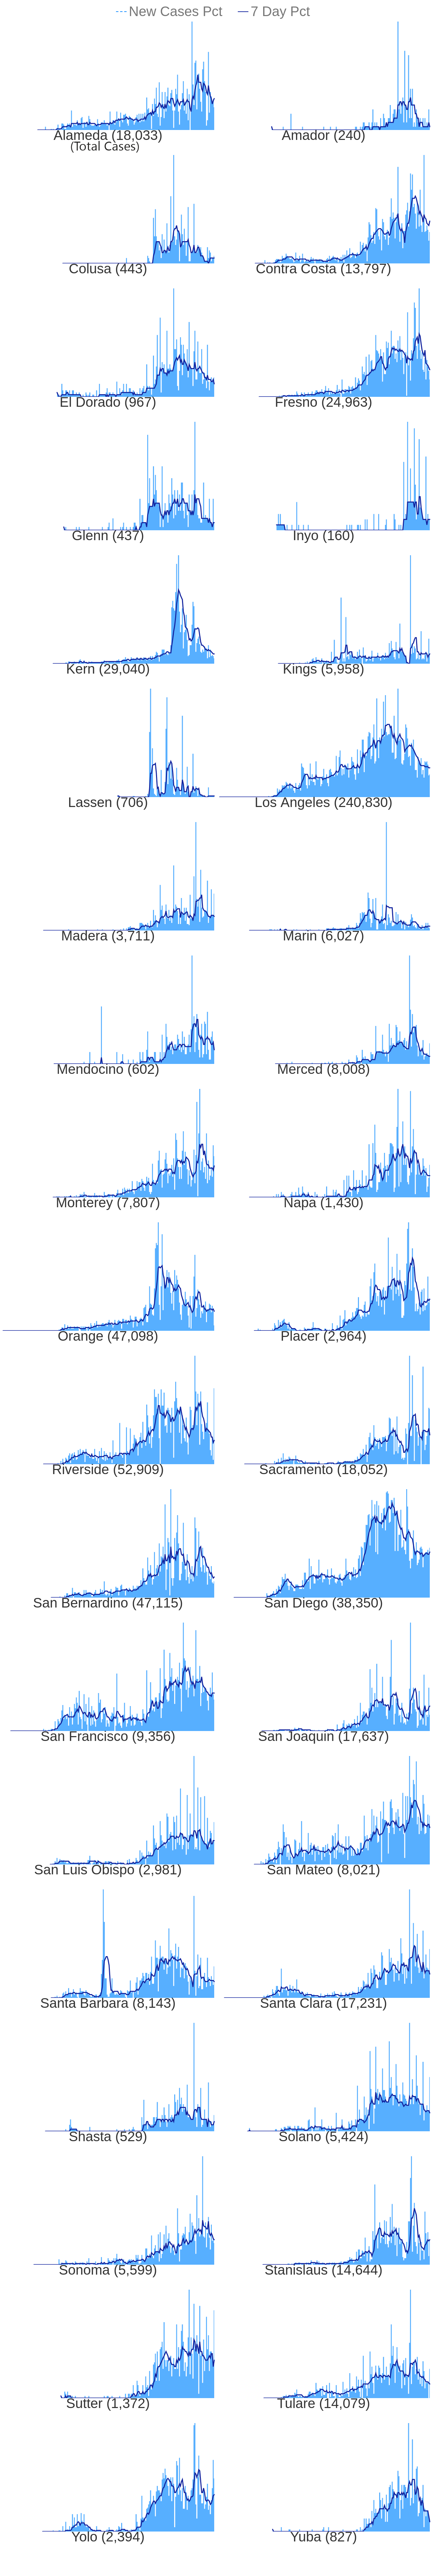 New Cases Pct 7 Day Pct
Alameda (18,033) Amador (240)
(Total Cases)
Colusa (443) Contra Costa (13,797)
El Dorado (967) Fresno (24,963)
Glenn (437) Inyo (160)
Kern (29,040) Kings (5,958)
Lassen (706) Los Angeles (240,830)
Madera (3,711) Marin (6,027)
Mendocino (602) Merced (8,008)
Monterey (7,807) Napa (1,430)
Orange (47,098) Placer (2,964)
Riverside (52,909) Sacramento (18,052)
San Bernardino (47,115) San Diego (38,350)
San Francisco (9,356) San Joaquin (17,637)
San Luis Obispo (2,981) San Mateo (8,021)
Santa Barbara (8,143) Santa Clara (17,231)
Shasta (529) Solano (5,424)
Sonoma (5,599) Stanislaus (14,644)
Sutter (1,372) Tulare (14,079)
Yolo (2,394) Yuba (827)